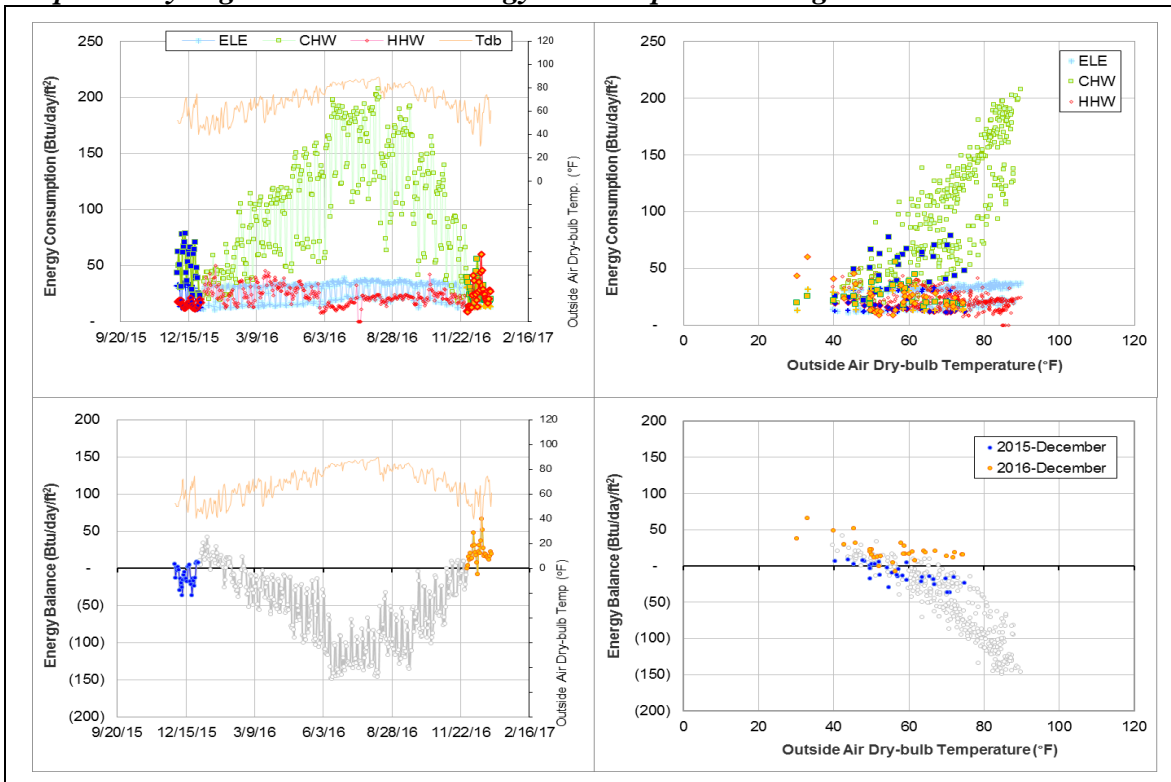 250
200
150
100
50
-
Energy Consumption (Btu/day/ft²)
ELE CHW HHW Tdb
120
100
80
60
40
20
0
Outside Air Dry-bulb Temp. (°F)
9/20/15 12/15/15 3/9/16 6/3/16 8/28/16 11/22/16 2/16/17
250
200
150
100
50
-
Energy Consumption (Btu/day/ft²)
ELE
CHW
HHW
0 20 40 60 80 100 120
Outside Air Dry-bulb Temperature (°F)
200
150
100
50
-
(50)
(100)
(150)
(200)
Energy Balance (Btu/day/ft²)
120
100
80
60
40
20
0
Outside Air Dry-bulb Temp (°F)
9/20/15 12/15/15 3/9/16 6/3/16 8/28/16 11/22/16 2/16/17
200
150
100
50
-
(50)
(100)
(150)
(200)
Energy Balance (Btu/day/ft²)
2015-December
2016-December
0 20 40 60 80 100 120
Outside Air Dry-bulb Temperature (°F)